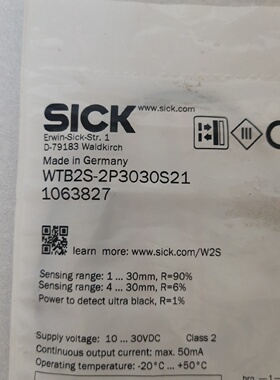 SICK
Erwin-Sick-Str. 1
D-79183 Waldkirch
www.sick.com
Made in Germany
WTB2S-2P3030S21
1063827
learn more: www.sick.com/W2S
Sensing range: 1 ... 30mm, R=90%
Sensing range: 4 ... 30mm, R=6%
Power to detect ultra black, R=1%
Supply voltage: 10 ... 30VDC Class 2
Continuous output current: max. 50mA
Operating temperature: -20°C ... +50°C